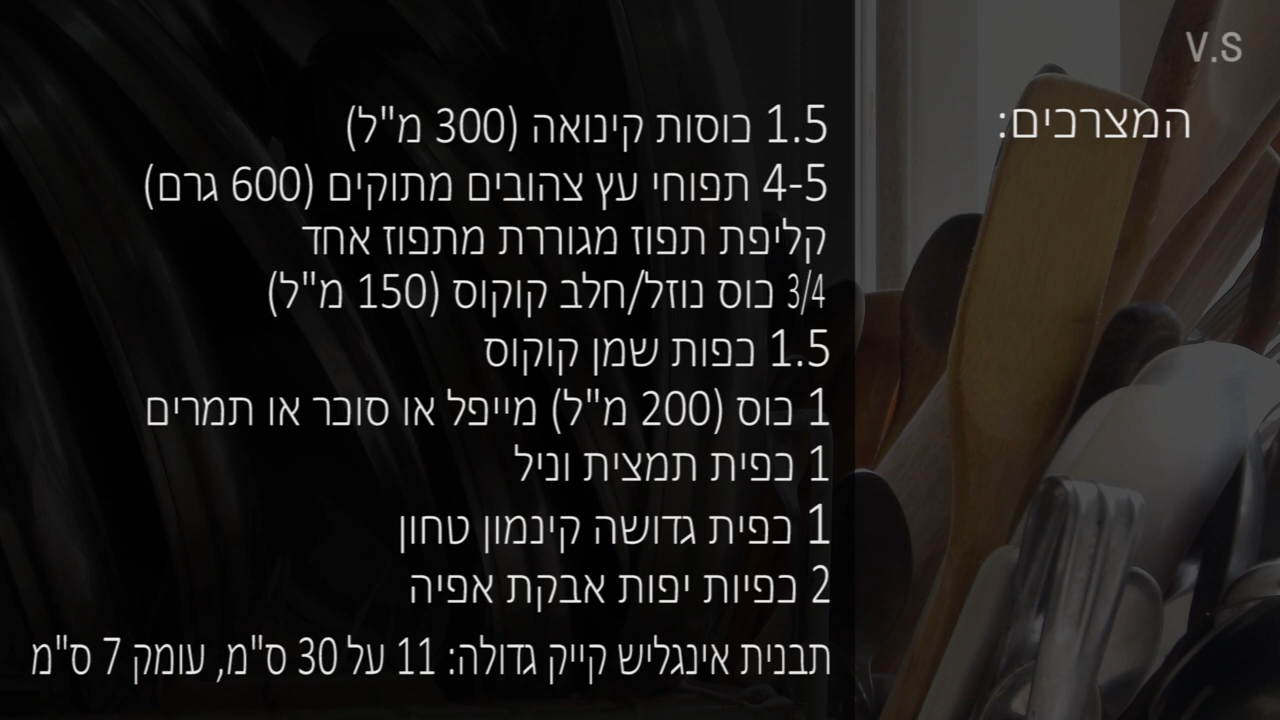 V.S
המצרכים:
1.5 כוסות קינואה (300 מ"ל)
4-5 תפוחי עץ צהובים מתוקים (600 גרם)
קליפת תפוז מגוררת מתפוז אחד
3/4 כוס נוזל/חלב קוקוס (150 מ"ל)
1.5 כפות שמן קוקוס
1 כוס (200 מ"ל) מייפל או סוכר או תמרים
1 כפית תמצית וניל
1 כפית גדושה קינמון טחון
2 כפיות יפות אבקת אפיה
תבנית אינגליש קייק גדולה: 11 על 30 ס"מ, עומק 7 ס"מ